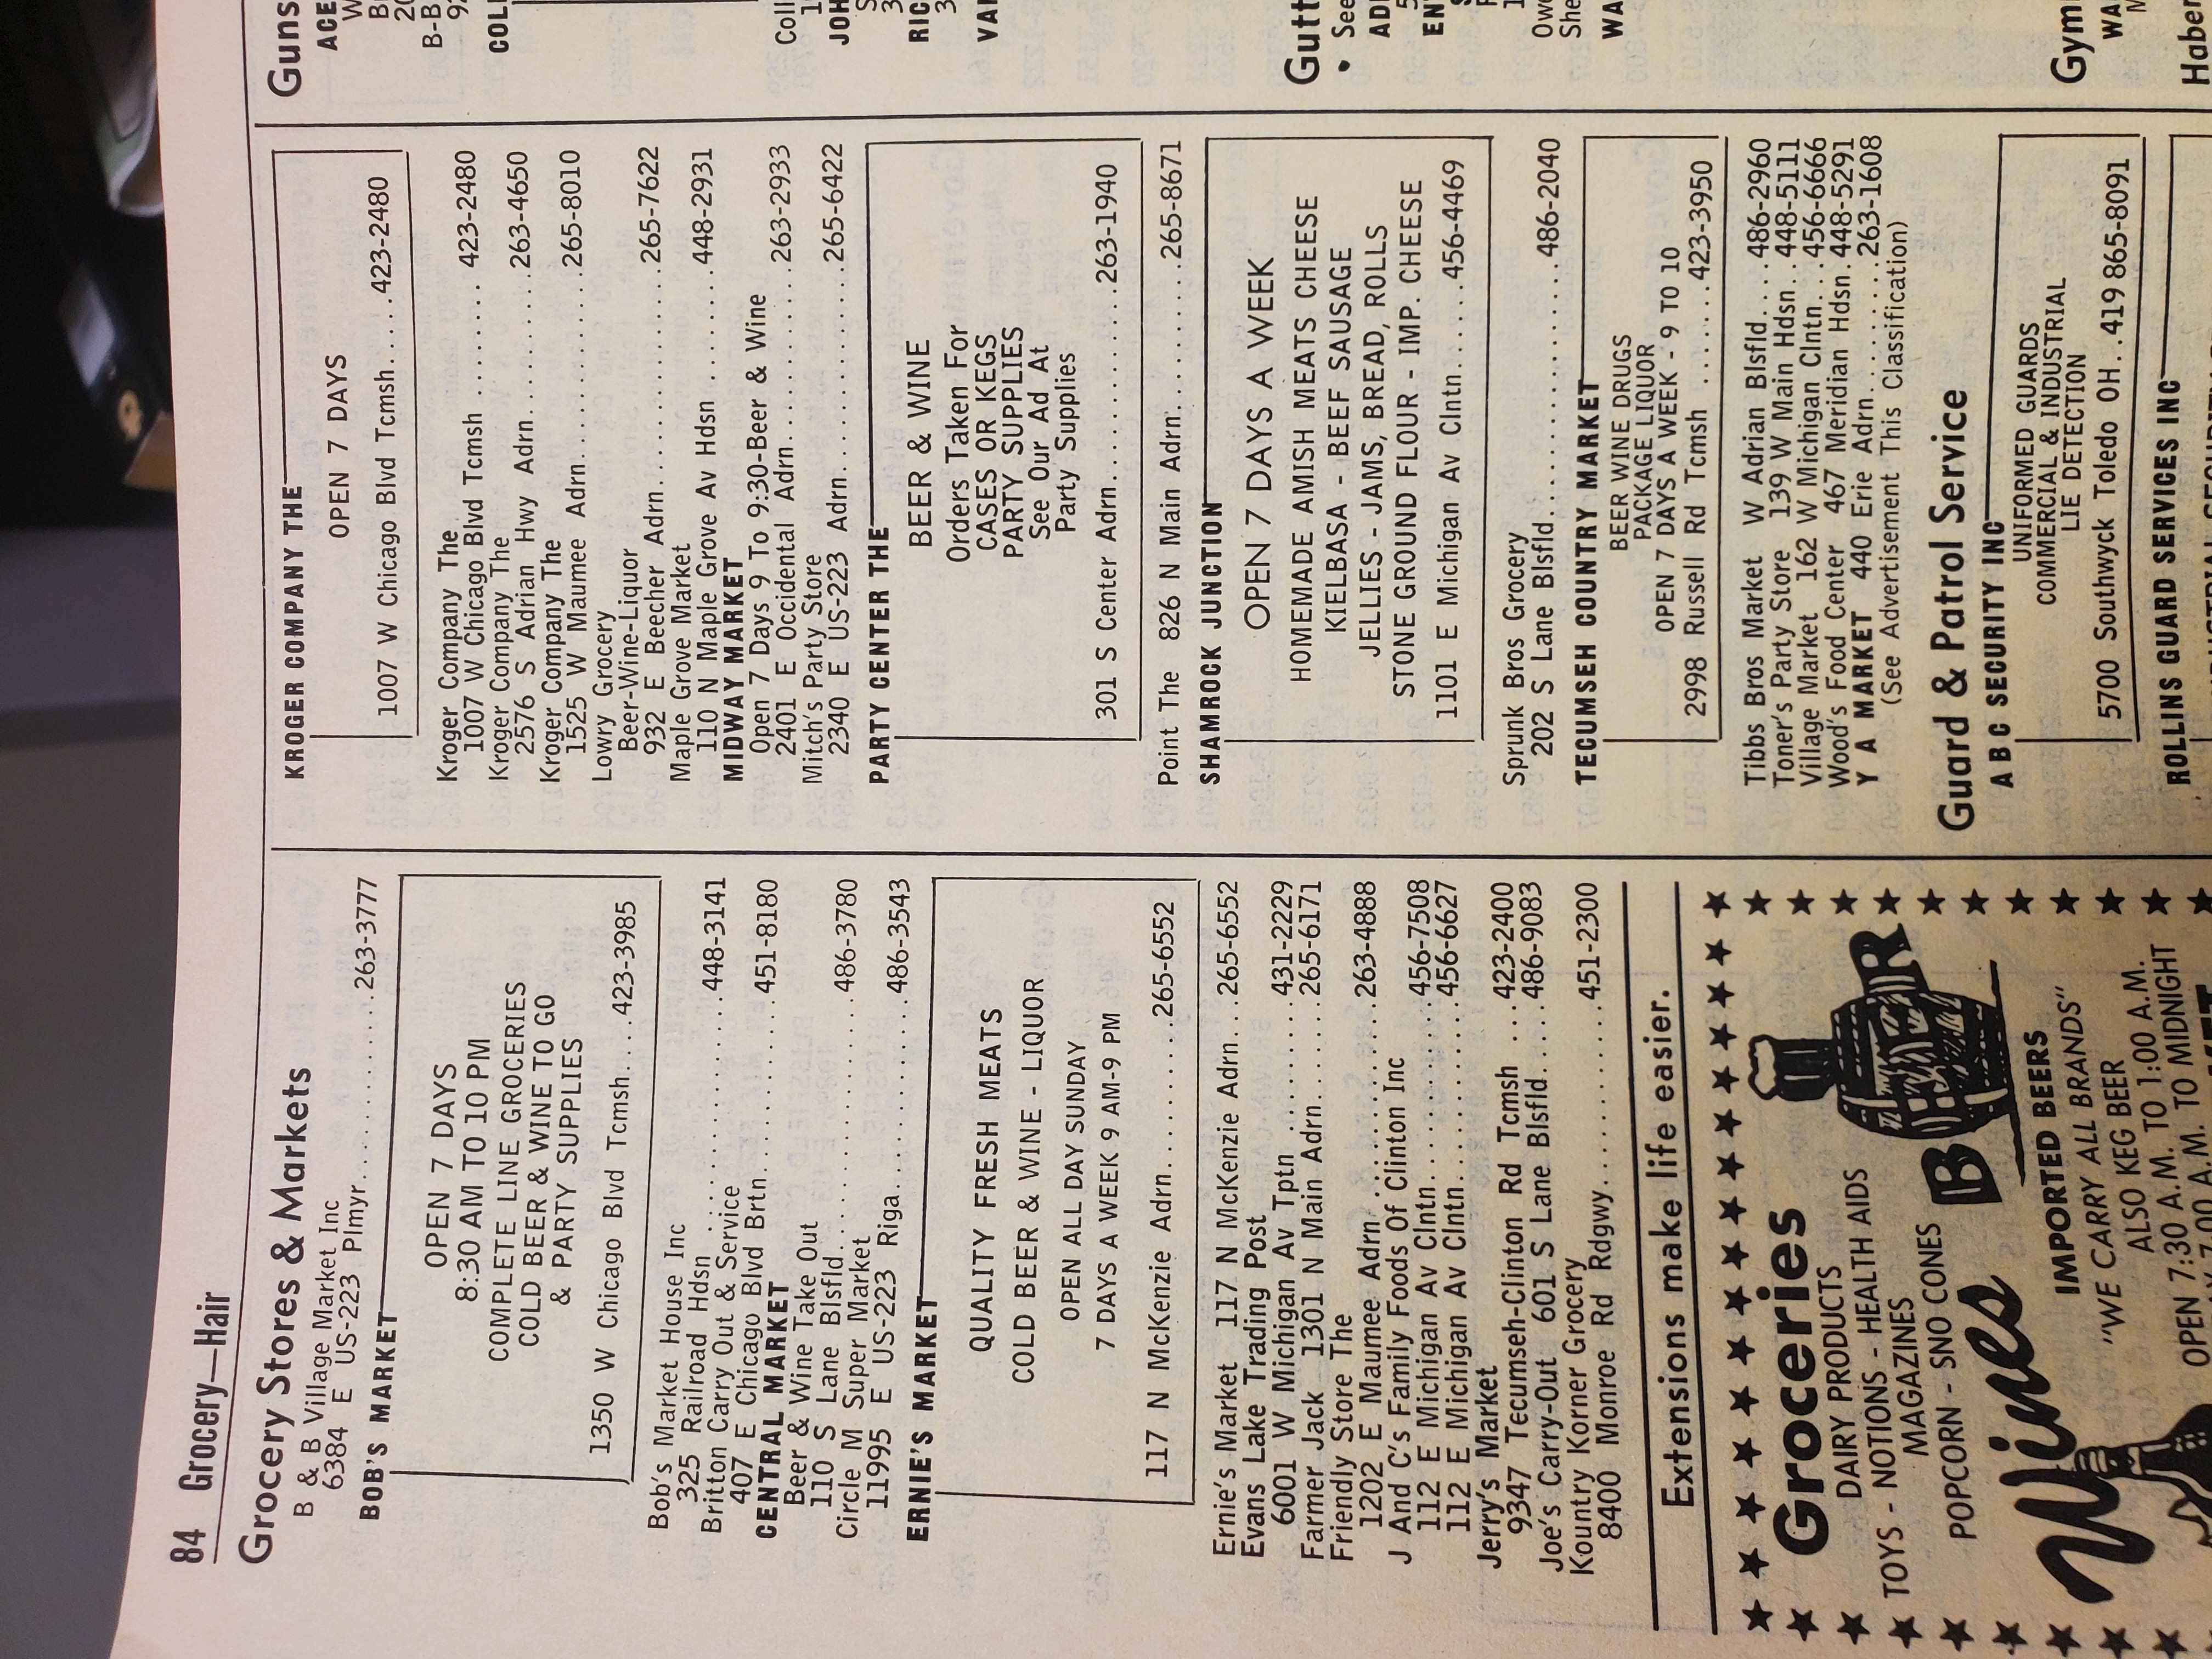 84 Grocery—Hair
Grocery Stores & Markets
B & B Village Market Inc
6384 E US-223 Plmyr............263-3777
BOB'S MARKET
OPEN 7 DAYS
8:30 AM TO 10 PM
COMPLETE LINE GROCERIES
COLD BEER & WINE TO GO
& PARTY SUPPLIES
1350 W Chicago Blvd Tcmsh....423-3985
Bob's Market House Inc
325 Railroad Hdsn ............448-3141
Britton Carry Out & Service
407 E Chicago Blvd Brtn..........451-8180
CENTRAL MARKET
Beer & Wine Take Out
110 S Lane Blsfld.............486-3780
Circle M Super Market
11995 E US-223 Riga............486-3543
ERNIE'S MARKET
QUALITY FRESH MEATS
COLD BEER & WINE - LIQUOR
OPEN ALL DAY SUNDAY
7 DAYS A WEEK 9 AM-9 PM
117 N McKenzie Adrn.........265-6552
Ernie's Market 117 N McKenzie Adrn...265-6552
Evans Lake Trading Post
6001 W Michigan Av Tptn .........431-2229
Farmer Jack 1301 N Main Adrn......265-6171
Friendly Store The
1202 E Maumee Adrn............263-4888
J And C's Family Foods Of Clinton Inc
112 E Michigan Av Clntn..........456-7508
112 E Michigan Av Clntn..........456-6627
Jerry's Market
9347 Tecumseh-Clinton Rd Tcmsh ....423-2400
Joe's Carry-Out 601 S Lane Blsfld.....486-9083
Kountry Korner Grocery
8400 Monroe Rd Rdgwy...........451-2300
Extensions make life easier.
Groceries
DAIRY PRODUCTS
TOYS - NOTIONS - HEALTH AIDS
MAGAZINES
POPCORN - SNO CONES
BEER
Wines
IMPORTED BEERS
"WE CARRY ALL BRANDS"
ALSO KEG BEER
OPEN 7:30 A.M. TO 1:00 A.M.
7:00 A.M. TO MIDNIGHT
KROGER COMPANY THE
OPEN 7 DAYS
1007 W Chicago Blvd Tcmsh.....423-2480
Kroger Company The
1007 W Chicago Blvd Tcmsh ........423-2480
Kroger Company The
2576 S Adrian Hwy Adrn..........263-4650
Kroger Company The
1525 W Maumee Adrn............265-8010
Lowry Grocery
Beer-Wine-Liquor
932 E Beecher Adrn.............265-7622
Maple Grove Market
110 N Maple Grove Av Hdsn ........448-2931
MIDWAY MARKET
Open 7 Days 9 To 9:30-Beer & Wine
2401 E Occidental Adrn..........263-2933
Mitch's Party Store
2340 E US-223 Adrn.............265-6422
PARTY CENTER THE
BEER & WINE
Orders Taken For
CASES OR KEGS
PARTY SUPPLIES
See Our Ad At
Party Supplies
301 S Center Adrn............263-1940
Point The 826 N Main Adrn........265-8671
SHAMROCK JUNCTION
OPEN 7 DAYS A WEEK
HOMEMADE AMISH MEATS CHEESE
KIELBASA - BEEF SAUSAGE
JELLIES - JAMS, BREAD, ROLLS
STONE GROUND FLOUR - IMP. CHEESE
1101 E Michigan Av Clntn......456-4469
Sprunk Bros Grocery
202 S Lane Blsfld.............486-2040
TECUMSEH COUNTRY MARKET
BEER WINE DRUGS
PACKAGE LIQUOR
OPEN 7 DAYS A WEEK - 9 TO 10
2998 Russell Rd Tcmsh .......423-3950
Tibbs Bros Market W Adrian Blsfld....486-2960
Toner's Party Store 139 W Main Hdsn..448-5111
Village Market 162 W Michigan Clntn..456-6666
Wood's Food Center 467 Meridian Hdsn.448-5291
Y A MARKET 440 Erie Adrn........263-1608
(See Advertisement This Classification)
Guard & Patrol Service
A B C SECURITY INC
UNIFORMED GUARDS
COMMERCIAL & INDUSTRIAL
LIE DETECTION
5700 Southwyck Toledo OH..419 865-8091
ROLLINS GUARD SERVICES INC
Guns
ACE
B-B
COL
Coll
JOH
RIC
VAI
Gutt
• See
ADI
EN
Owe
She
WA
Gym
WA
Haber